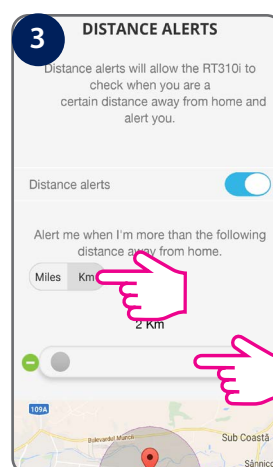 3
DISTANCE ALERTS
Distance alerts will allow the RT310i to
check when you are a
certain distance away from home and
alert you.
Distance alerts
Alert me when I'm more than the following
distance away from home.
Miles Km
2 Km
109A
Bulevardul Muncii
Sub Coastă